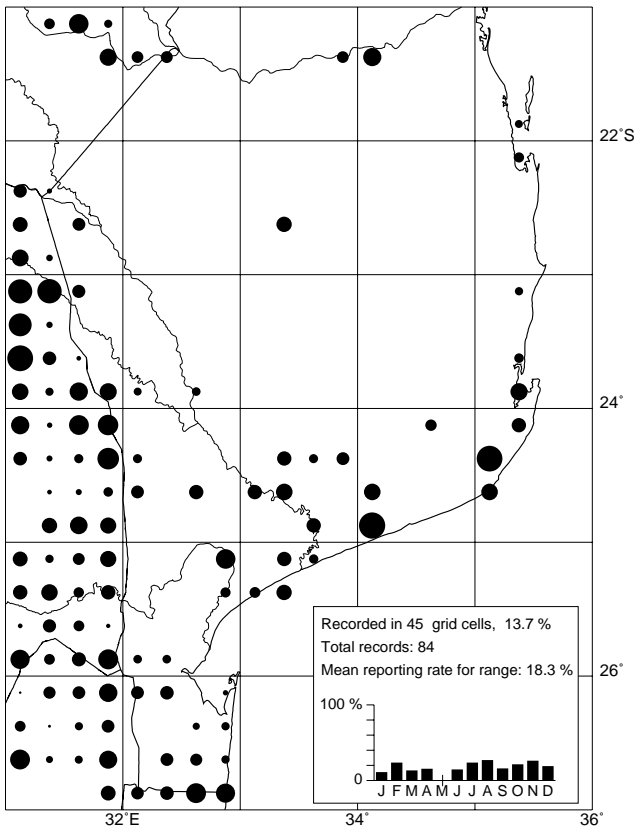 22˚S
24˚
26˚
Recorded in 45 grid cells, 13.7 %
Total records: 84
Mean reporting rate for range: 18.3 %
100 %
0
J F M A M J J A S O N D
32˚E
34˚
36˚